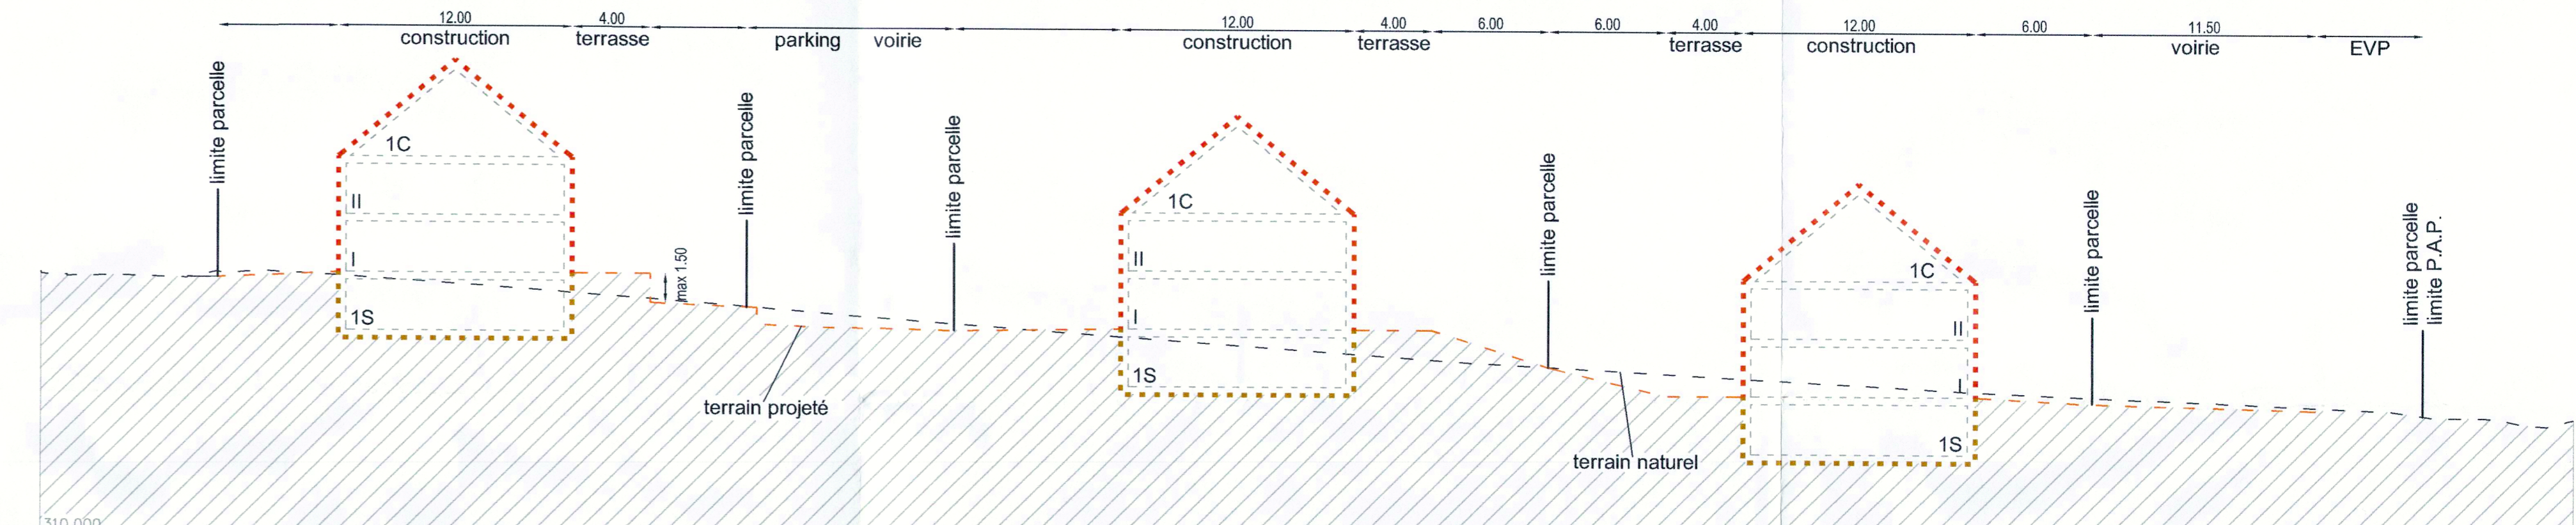 12.00 4.00 12.00 4.00 6.00 6.00 4.00 12.00 6.00 11.50
construction terrasse parking voirie construction terrasse terrasse construction voirie EVP
limite parcelle
limite parcelle
limite parcelle
limite parcelle
limite parcelle
limite parcelle
limite P.A.P.
1C
II
I
1S
max 1.50
terrain projeté
1C
II
I
1S
terrain naturel
1C
II
I
1S
310.000